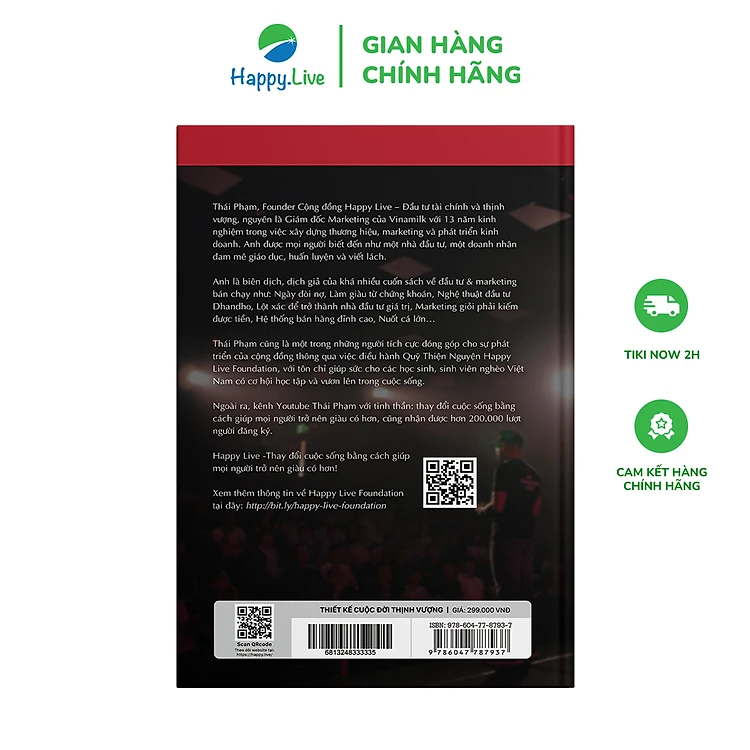 Happy.Live
GIAN HÀNG
CHÍNH HÃNG
Thái Phạm, Founder Cộng đồng Happy Live – Đầu tư tài chính và thịnh
vượng, nguyên là Giám đốc Marketing của Vinamilk với 13 năm kinh
nghiệm trong việc xây dựng thương hiệu, marketing và phát triển kinh
doanh. Anh được mọi người biết đến như một nhà đầu tư, một doanh nhân
đam mê giáo dục, huấn luyện và viết lách.
Anh là biên dịch, dịch giả của khá nhiều cuốn sách về đầu tư & marketing
bán chạy như: Ngày đòi nợ, Làm giàu từ chứng khoán, Nghệ thuật đầu tư
Dhandho, Lột xác để trở thành nhà đầu tư giá trị, Marketing giỏi phải kiếm
được tiền, Hệ thống bán hàng đỉnh cao, Nuốt cá lớn...
Thái Phạm cũng là một trong những người tích cực đóng góp cho sự phát
triển của cộng đồng thông qua việc điều hành Quỹ Thiện Nguyện Happy
Live Foundation, với tôn chỉ giúp sức cho các học sinh, sinh viên nghèo Việt
Nam có cơ hội học tập và vươn lên trong cuộc sống.
Ngoài ra, kênh Youtube Thái Phạm với tinh thần: thay đổi cuộc sống bằng
cách giúp mọi người trở nên giàu có hơn, cũng nhận được hơn 200.000 lượt
người đăng ký.
Happy Live -Thay đổi cuộc sống bằng cách giúp
mọi người trở nên giàu có hơn!
Xem thêm thông tin về Happy Live Foundation
tại đây: http://bit.ly/happy-live-foundation
TIKI NOW 2H
CAM KẾT HÀNG
CHÍNH HÃNG
THIẾT KẾ CUỘC ĐỜI THỊNH VƯỢNG | GIÁ: 299.000 VNĐ
Scan QRcode
Theo dõi website tại:
https://happy.live/
6813248333335
ISBN: 978-604-77-8793-7
9 786047 787937